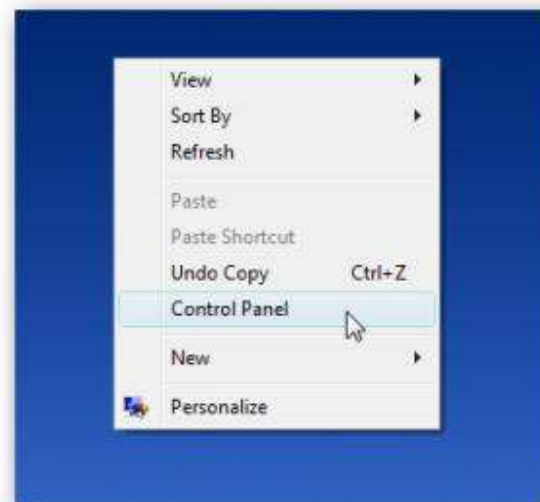 View
Sort By
Refresh
Paste
Paste Shortcut
Undo Copy Ctrl+Z
Control Panel
New
Personalize